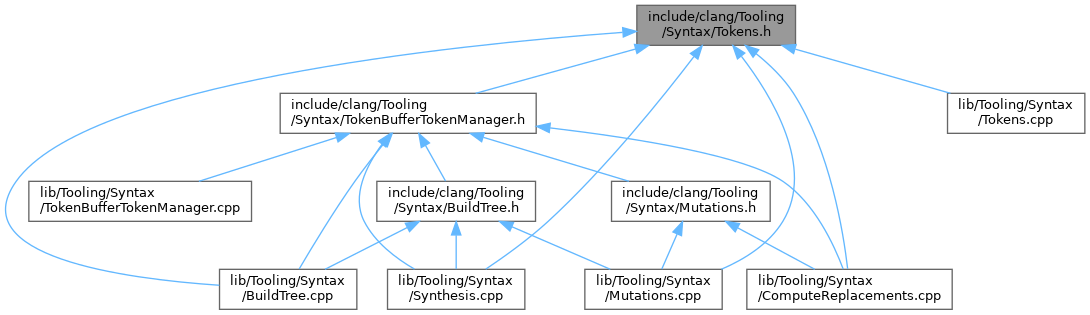 include/clang/Tooling
/Syntax/Tokens.h
include/clang/Tooling
/Syntax/TokenBufferTokenManager.h
lib/Tooling/Syntax
/Tokens.cpp
lib/Tooling/Syntax
/TokenBufferTokenManager.cpp
include/clang/Tooling
/Syntax/BuildTree.h
include/clang/Tooling
/Syntax/Mutations.h
lib/Tooling/Syntax
/BuildTree.cpp
lib/Tooling/Syntax
/Synthesis.cpp
lib/Tooling/Syntax
/Mutations.cpp
lib/Tooling/Syntax
/ComputeReplacements.cpp